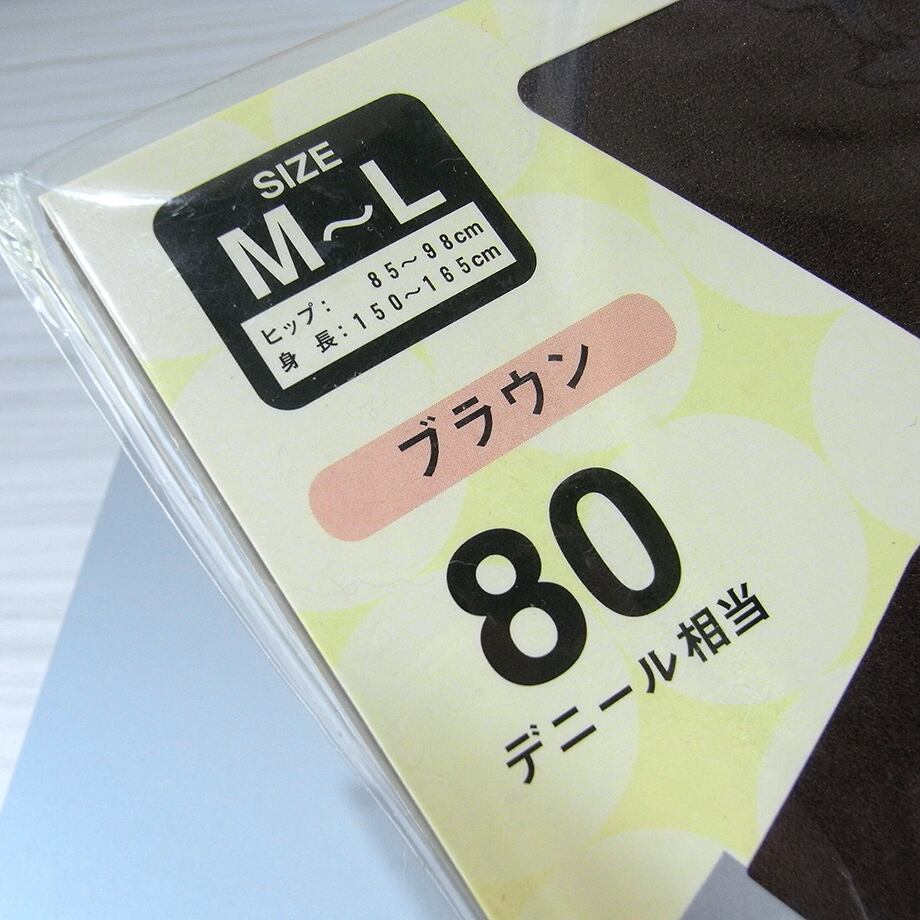 SIZE
M〜L
ヒップ: 85〜98cm
身 長:150〜165cm
ブラウン
80
デニール相当